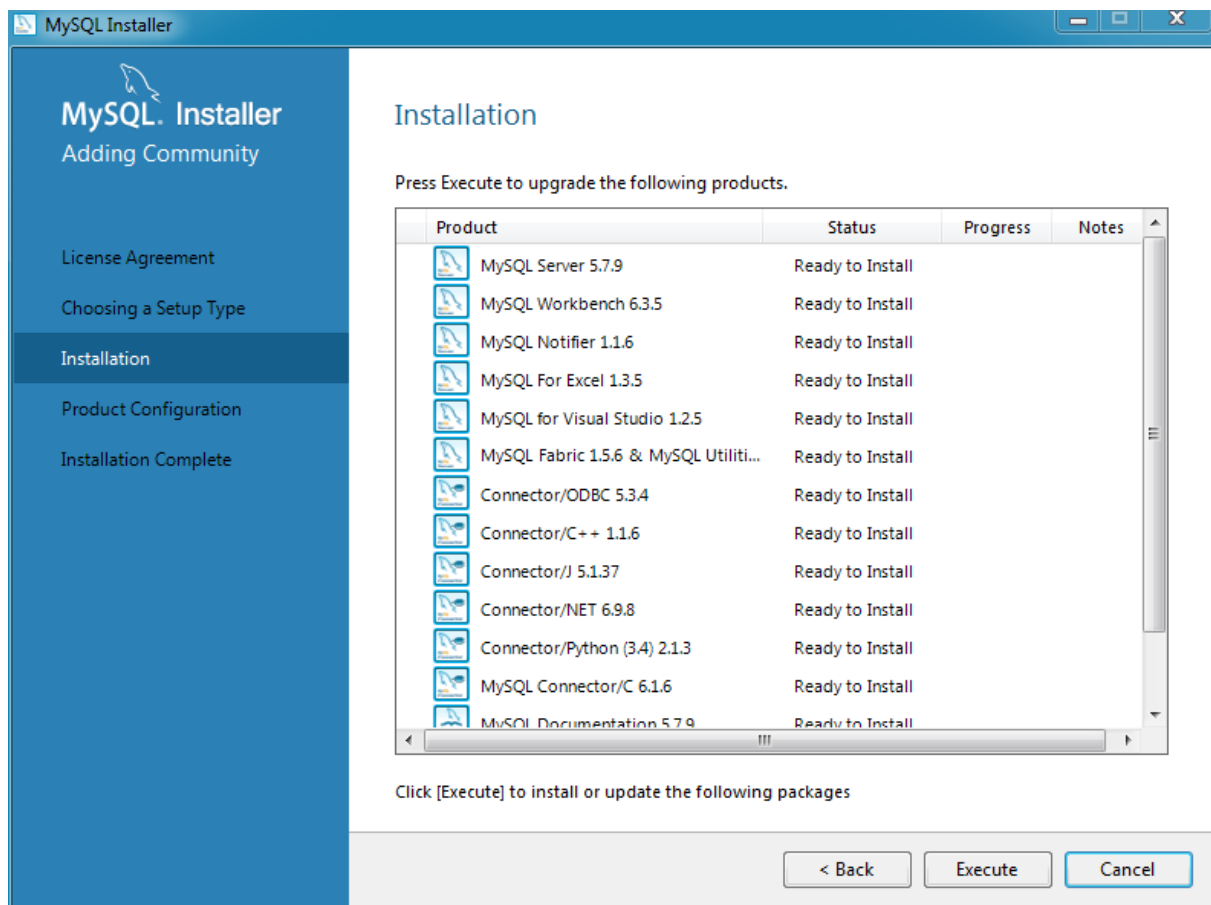 MySQL Installer
MySQL. Installer
Adding Community
License Agreement
Choosing a Setup Type
Installation
Product Configuration
Installation Complete
Installation
Press Execute to upgrade the following products.
Product Status Progress Notes
MySQL Server 5.7.9 Ready to Install
MySQL Workbench 6.3.5 Ready to Install
MySQL Notifier 1.1.6 Ready to Install
MySQL For Excel 1.3.5 Ready to Install
MySQL for Visual Studio 1.2.5 Ready to Install
MySQL Fabric 1.5.6 & MySQL Utiliti... Ready to Install
Connector/ODBC 5.3.4 Ready to Install
Connector/C++ 1.1.6 Ready to Install
Connector/J 5.1.37 Ready to Install
Connector/NET 6.9.8 Ready to Install
Connector/Python (3.4) 2.1.3 Ready to Install
MySQL Connector/C 6.1.6 Ready to Install
MySQL Documentation 5.7.9 Ready to Install
Click [Execute] to install or update the following packages
< Back Execute Cancel